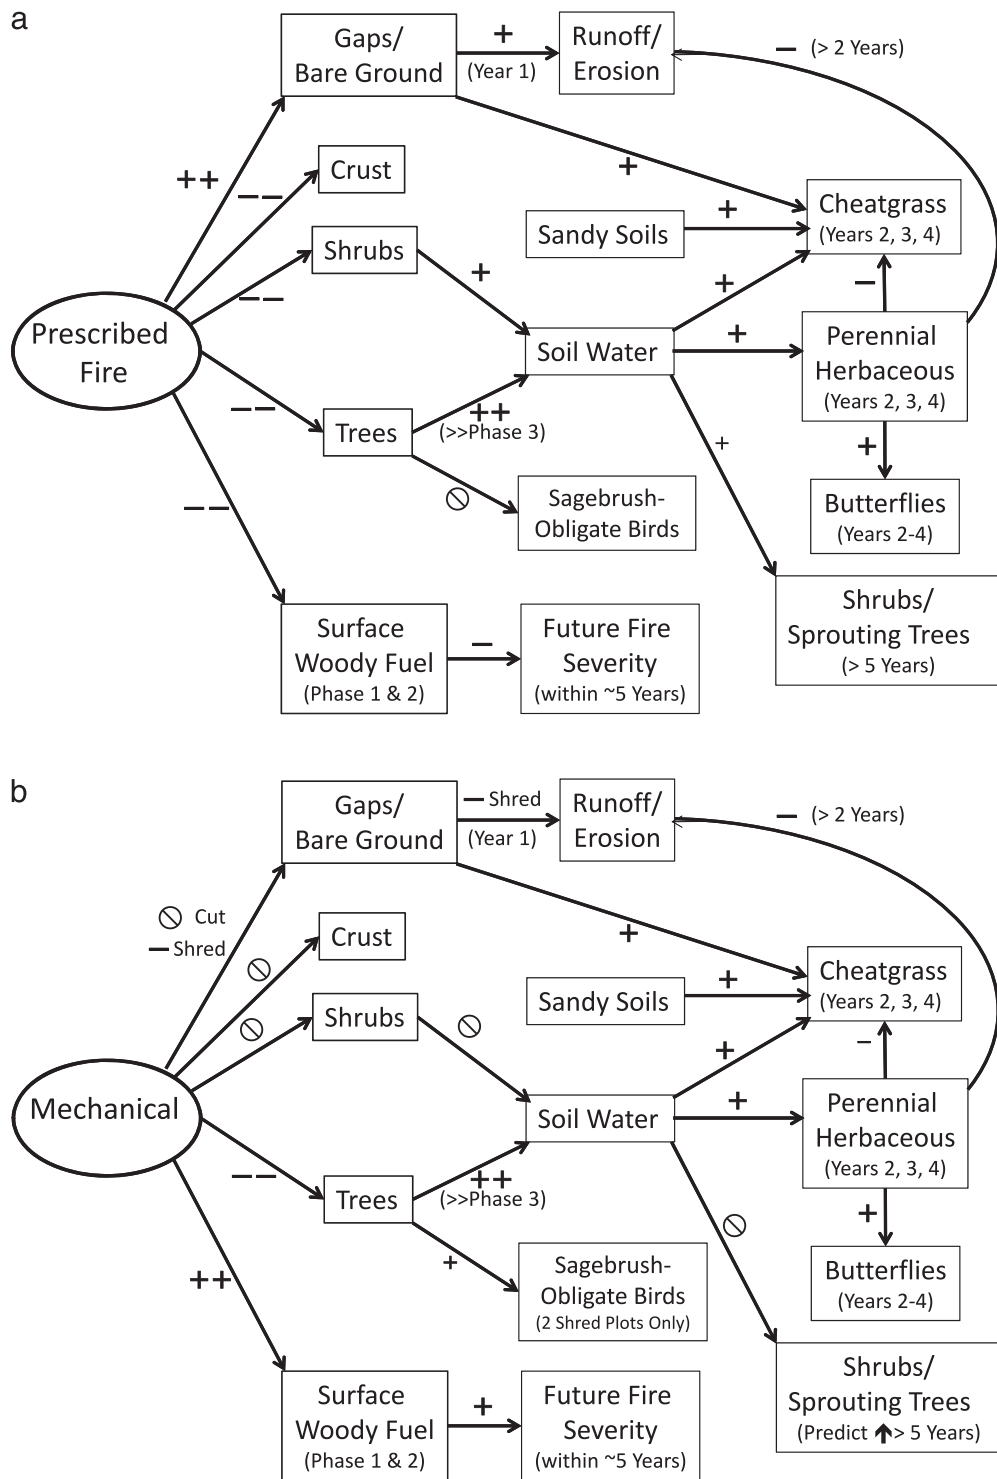 a
Gaps/
Bare Ground
+
(Year 1)
Runoff/
Erosion
− (> 2 Years)
++
Crust
−−
+
Cheatgrass
(Years 2, 3, 4)
Sandy Soils
+
Shrubs
−−
+
+
−
Prescribed
Fire
Soil Water
+
Perennial
Herbaceous
(Years 2, 3, 4)
−−
Trees
++
(>>Phase 3)
+
+
Sagebrush-
Obligate Birds
Butterflies
(Years 2-4)
−−
Surface
Woody Fuel
(Phase 1 & 2)
−
Future Fire
Severity
(within ~5 Years)
Shrubs/
Sprouting Trees
(> 5 Years)
b
Gaps/
Bare Ground
− Shred
(Year 1)
Runoff/
Erosion
− (> 2 Years)
Cut
− Shred
Crust
+
Cheatgrass
(Years 2, 3, 4)
Sandy Soils
+
Shrubs
+
−
Mechanical
Soil Water
+
Perennial
Herbaceous
(Years 2, 3, 4)
−−
Trees
++
(>>Phase 3)
+
+
Sagebrush-
Obligate Birds
(2 Shred Plots Only)
Butterflies
(Years 2-4)
++
Surface
Woody Fuel
(Phase 1 & 2)
+
Future Fire
Severity
(within ~5 Years)
Shrubs/
Sprouting Trees
(Predict 🡅> 5 Years)